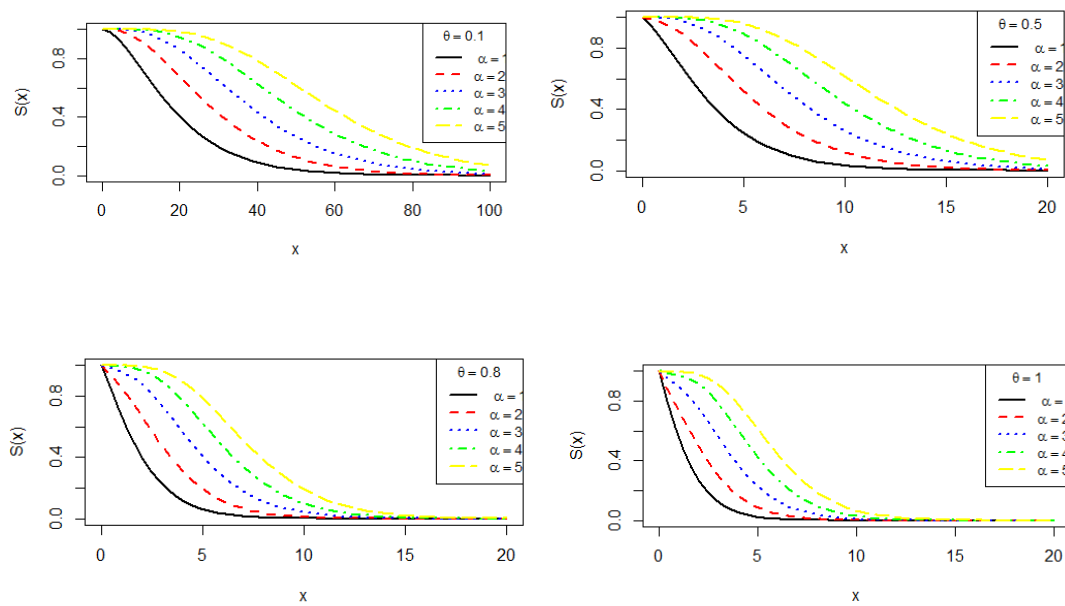 S(x)
0.0 0.4 0.8
0 20 40 60 80 100
x
θ = 0.1
α = 1
α = 2
α = 3
α = 4
α = 5
S(x)
0.0 0.4 0.8
0 5 10 15 20
x
θ = 0.5
α = 1
α = 2
α = 3
α = 4
α = 5
S(x)
0.0 0.4 0.8
0 5 10 15 20
x
θ = 0.8
α = 1
α = 2
α = 3
α = 4
α = 5
S(x)
0.0 0.4 0.8
0 5 10 15 20
x
θ = 1
α = 1
α = 2
α = 3
α = 4
α = 5